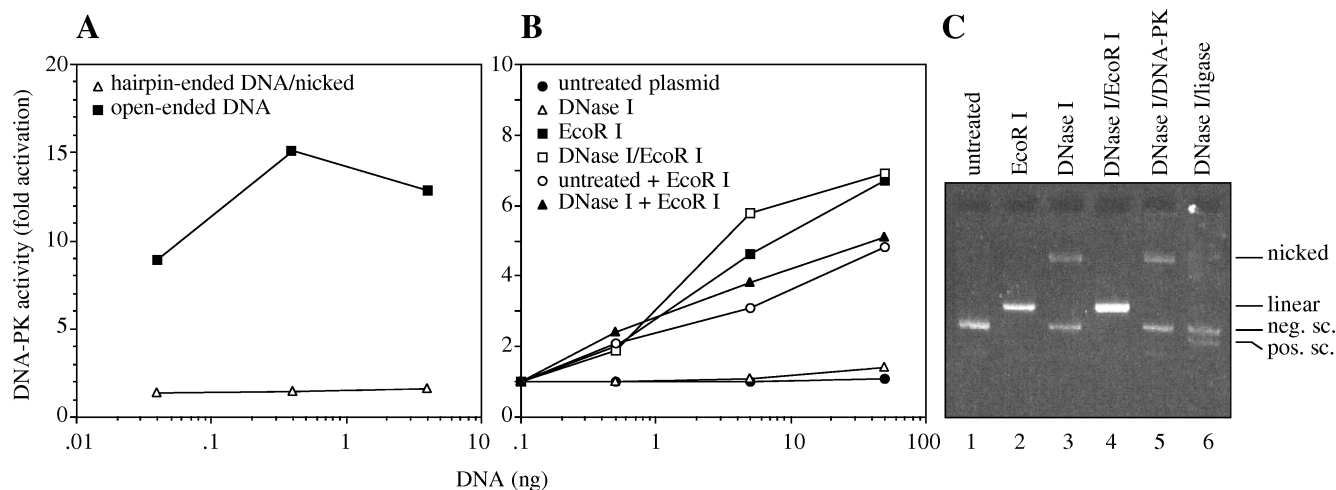 A
B
C
DNA-PK activity (fold activation)
20
15
10
5
0
.01
.1
1
10
hairpin-ended DNA/nicked
open-ended DNA
10
8
6
4
2
0
.1
1
10
100
untreated plasmid
DNase I
EcoR I
DNase I/EcoR I
untreated + EcoR I
DNase I + EcoR I
DNA (ng)
untreated
EcoR I
DNase I
DNase I/EcoR I
DNase I/DNA-PK
DNase I/ligase
nicked
linear
neg. sc.
pos. sc.
1 2 3 4 5 6